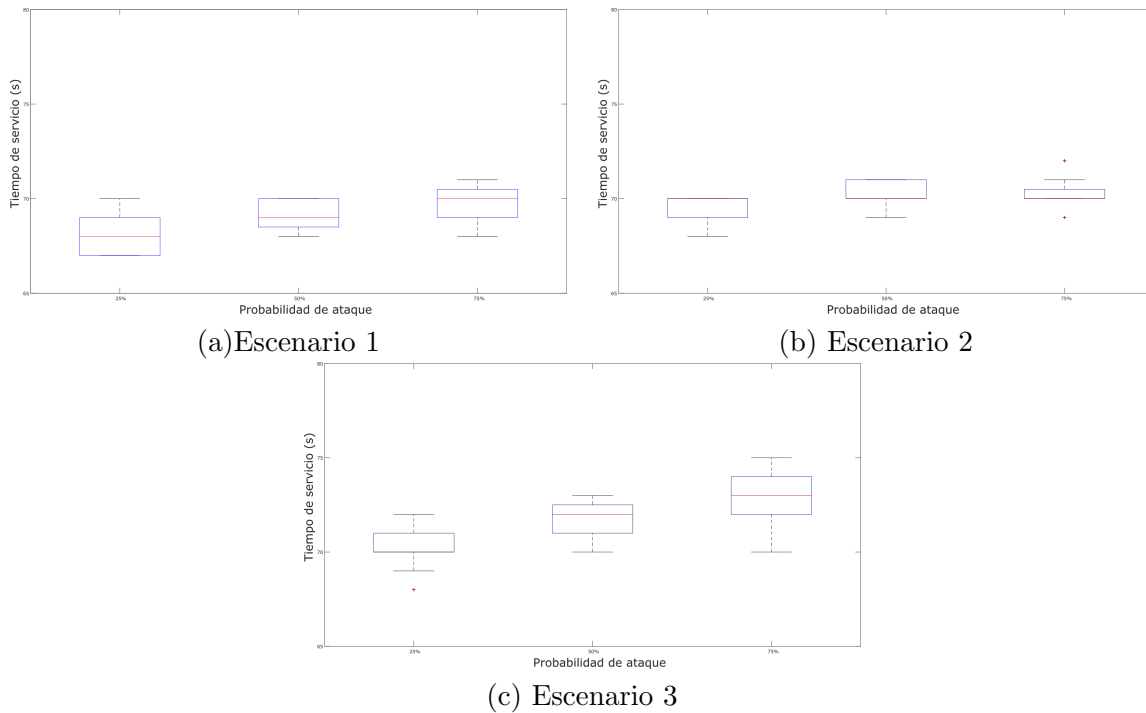 80
75
70
65
Tiempo de servicio (s)
25% 50% 75%
Probabilidad de ataque
(a)Escenario 1
80
75
70
65
Tiempo de servicio (s)
25% 50% 75%
Probabilidad de ataque
(b) Escenario 2
80
75
70
65
Tiempo de servicio (s)
25% 50% 75%
Probabilidad de ataque
(c) Escenario 3